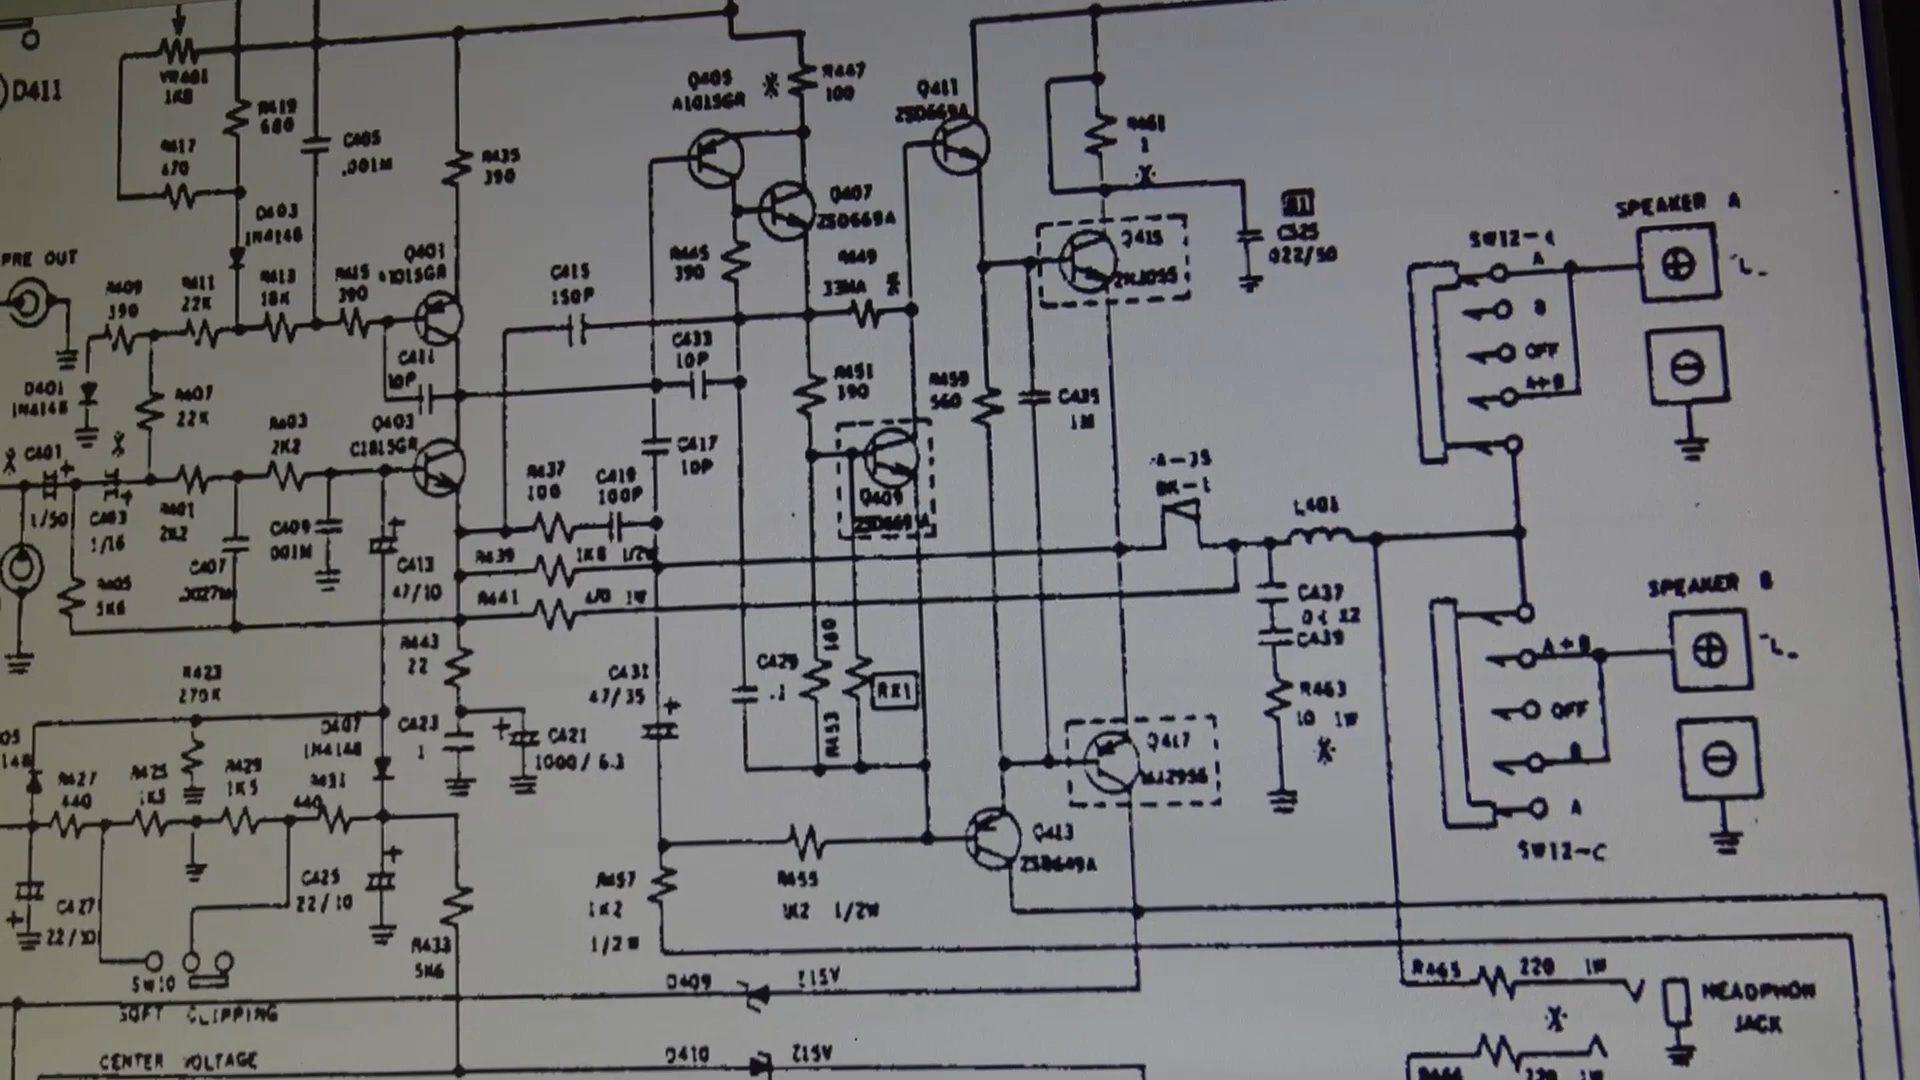 D411
VR401
1KB
R419
680
R417
470
C405
.001M
D403
1N4148
PRE OUT
R409
390
R411
22K
R413
18K
R415
390
Q401
A1015GR
R435
390
Q405
A1015GR
R447
100
Q407
2SD669A
R445
390
R449
33MA
C415
150P
C433
10P
C411
10P
D401
1N4148
R407
22K
R403
2K2
Q403
C1815GR
C401
1/50
C403
1/16
R401
2K2
C409
.001M
C407
.0027M
R405
5K6
C413
47/10
R437
100
C419
100P
C417
10P
R439
1K8 1/2W
R441
470 1W
R443
22
R451
390
Q409
2SD669A
Q411
2SD669A
R461
1
Q415
2N3055
C525
.022/50
R459
560
C435
1M
L401
C437
C439
R463
10 1W
C431
47/35
C429
.1
R453
180
RX1
Q417
MJ2955
Q413
2SB649A
R423
270K
D407
1N4148
C423
1
C421
1000/6.3
R427
440
R425
1K5
R429
1K5
R431
440
C425
22/10
C427
22/10
R433
5K6
R457
1K2
1/2W
R455
1K2 1/2W
SW10
SOFT CLIPPING
CENTER VOLTAGE
D409
Z15V
D410
Z15V
SPEAKER A
A
B
OFF
A+B
SPEAKER B
A+B
OFF
B
A
SW12-C
R465 220 1W
HEADPHON
JACK